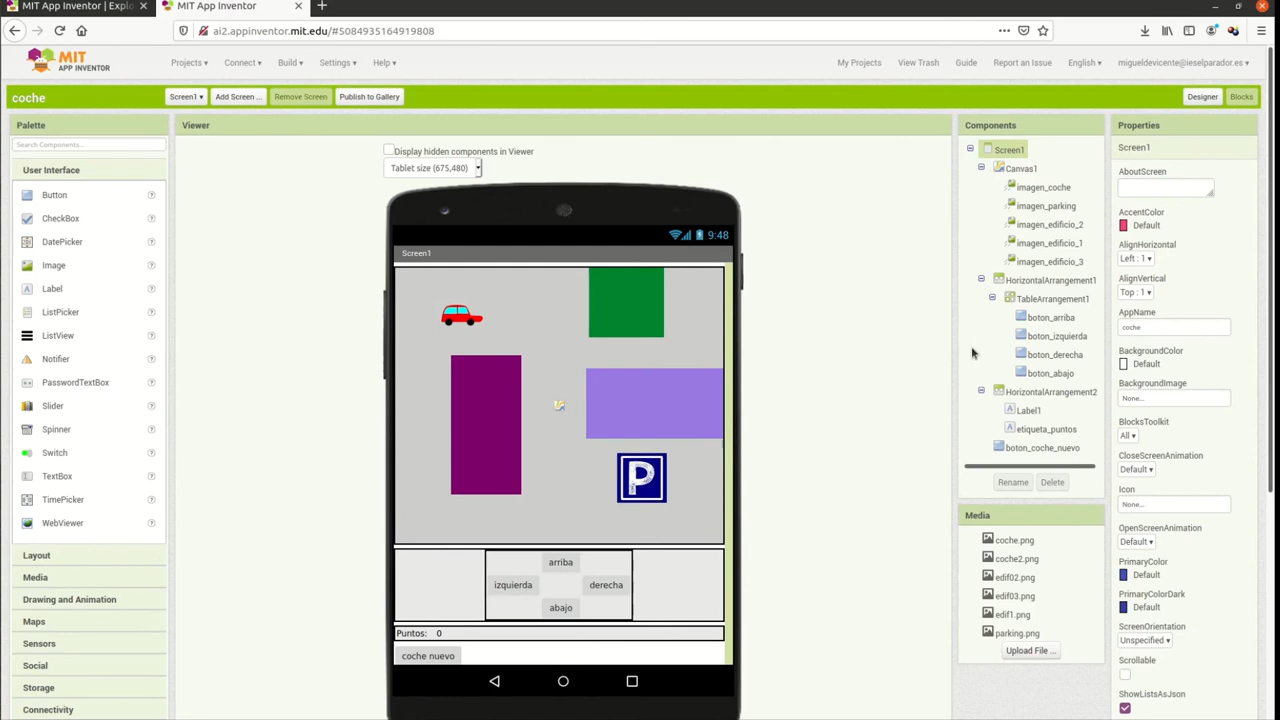 MIT App Inventor | Explo
MIT App Inventor
ai2.appinventor.mit.edu/#5084935164919808
MIT
APP INVENTOR
Projects Connect Build Settings Help My Projects View Trash Guide Report an Issue English migueldevicente@ieselparador.es
coche Screen1 Add Screen ... Remove Screen Publish to Gallery Designer Blocks
Palette
Search Components...
User Interface
Button ?
CheckBox ?
DatePicker ?
Image ?
Label ?
ListPicker ?
ListView ?
Notifier ?
PasswordTextBox ?
Slider ?
Spinner ?
Switch ?
TextBox ?
TimePicker ?
WebViewer ?
Layout
Media
Drawing and Animation
Maps
Sensors
Social
Storage
Connectivity
Viewer
Display hidden components in Viewer
Tablet size (675,480)
9:48
Screen1
P
arriba
izquierda derecha
abajo
Puntos: 0
coche nuevo
Components
Screen1
Canvas1
imagen_coche
imagen_parking
imagen_edificio_2
imagen_edificio_1
imagen_edificio_3
HorizontalArrangement1
TableArrangement1
boton_arriba
boton_izquierda
boton_derecha
boton_abajo
HorizontalArrangement2
A Label1
A etiqueta_puntos
boton_coche_nuevo
Rename Delete
Media
coche.png
coche2.png
edif02.png
edif03.png
edif1.png
parking.png
Upload File ...
Properties
Screen1
AboutScreen
AccentColor
Default
AlignHorizontal
Left : 1
AlignVertical
Top : 1
AppName
coche
BackgroundColor
Default
BackgroundImage
None...
BlocksToolkit
All
CloseScreenAnimation
Default
Icon
None...
OpenScreenAnimation
Default
PrimaryColor
Default
PrimaryColorDark
Default
ScreenOrientation
Unspecified
Scrollable
ShowListsAsJson